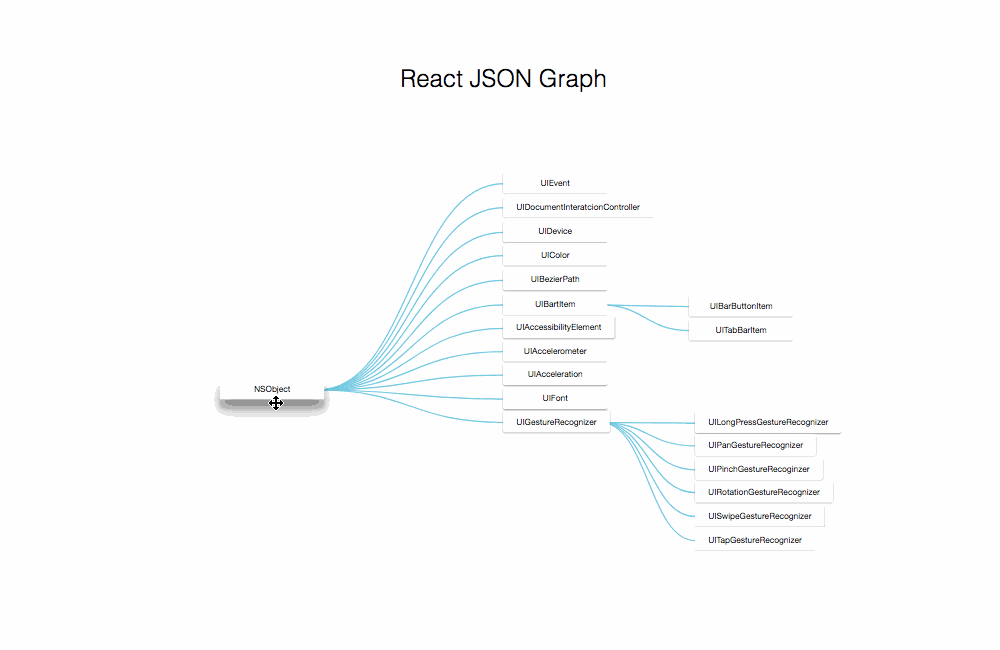 React JSON Graph
UIEvent
UIDocumentInteratcionController
UIDevice
UIColor
UIBezierPath
UIBartItem
UIBarButtonItem
UIAccessibilityElement
UITabBarItem
UIAccelerometer
UIAcceleration
NSObject
UIFont
UIGestureRecognizer
UILongPressGestureRecognizer
UIPanGestureRecognizer
UIPinchGestureRecoginzer
UIRotationGestureRecognizer
UISwipeGestureRecognizer
UITapGestureRecognizer